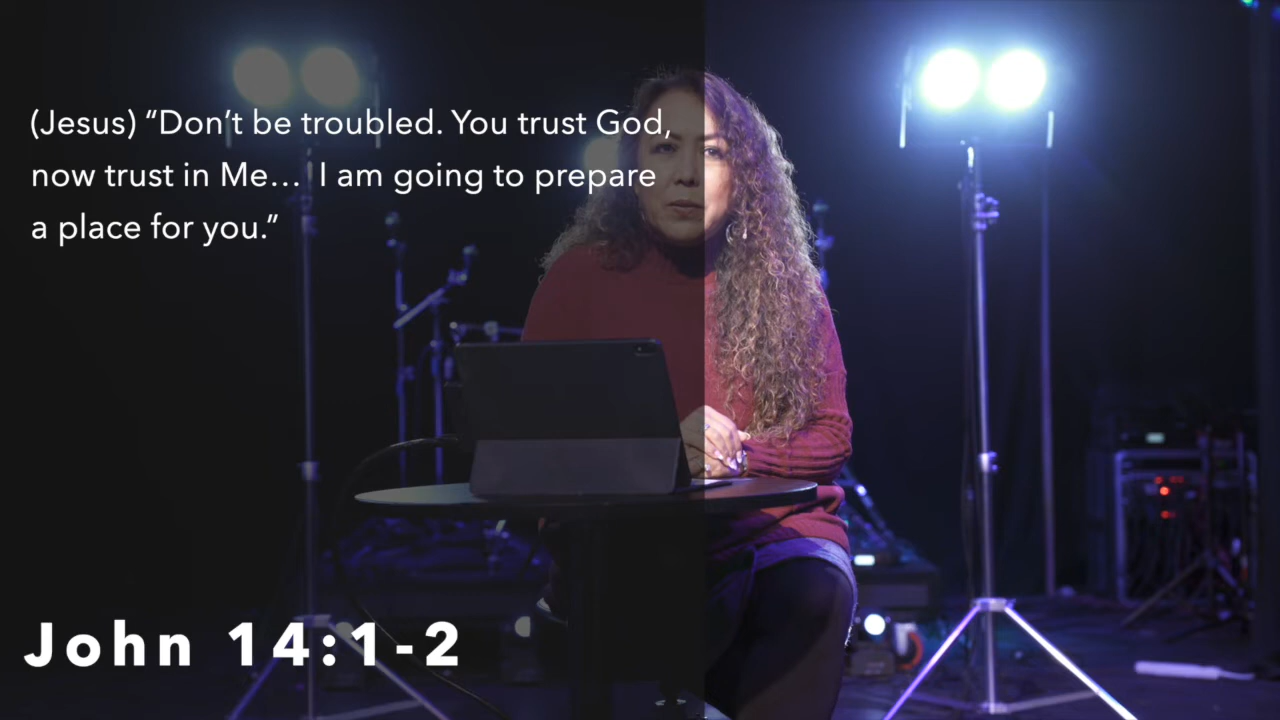 (Jesus) “Don’t be troubled. You trust God,
now trust in Me…  I am going to prepare
a place for you.”
John 14:1-2